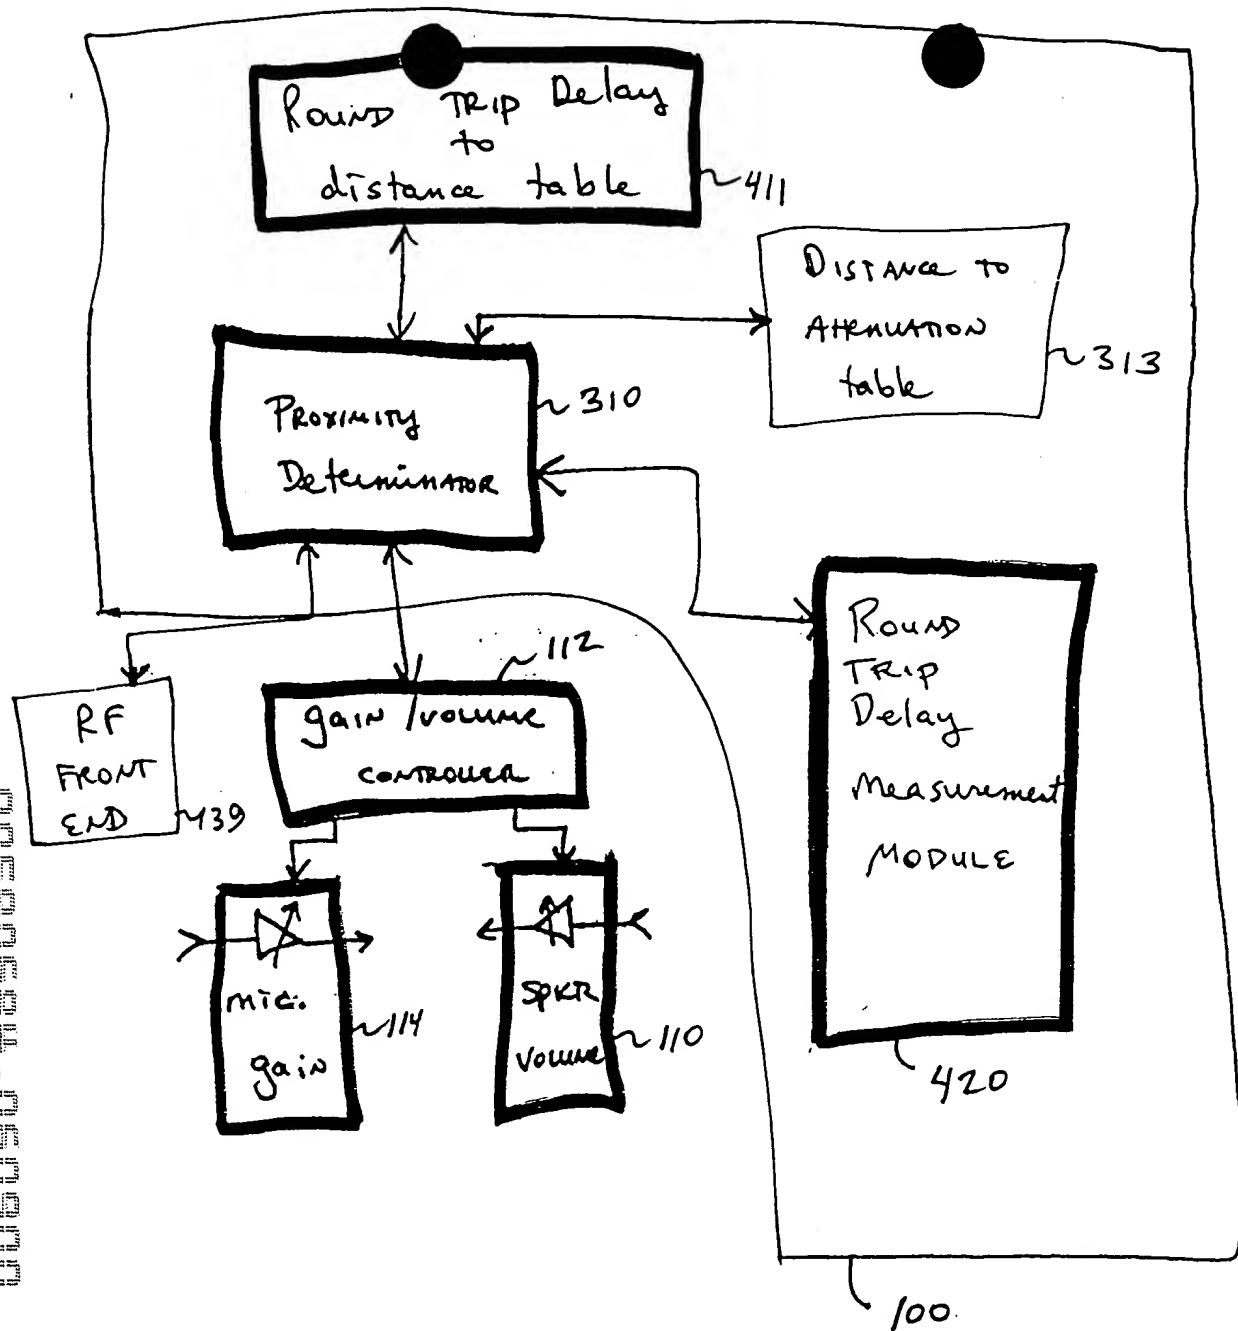 ROUND TRIP Delay
to
distance table
411
DISTANCE TO
ATTENUATION
table
313
PROXIMITY
DETERMINATOR
310
ROUND
TRIP
Delay
Measurement
MODULE
420
112
gain/volume
CONTROLLER
RF
FRONT
END
439
mic.
gain
114
SPKR
VOLUME
110
100